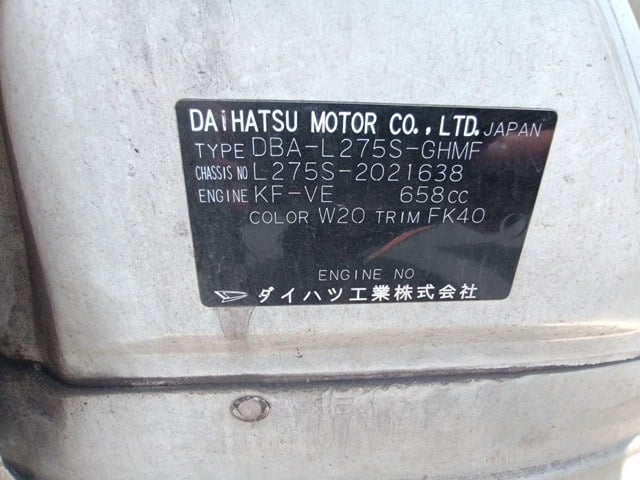 DAiHATSU MOTOR CO.,LTD. JAPAN
TYPE DBA-L275S-GHMF
CHASSIS NO L275S-2021638
ENGINE KF-VE 658CC
COLOR W20 TRIM FK40
ENGINE NO
ダイハツ工業株式会社